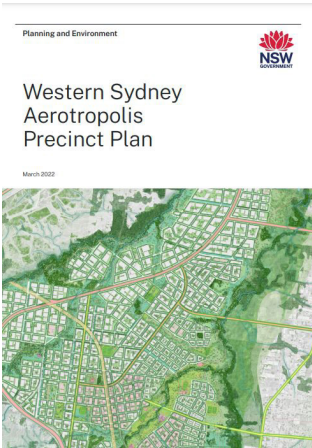 Planning and Environment
NSW
GOVERNMENT
Western Sydney
Aerotropolis
Precinct Plan
March 2022